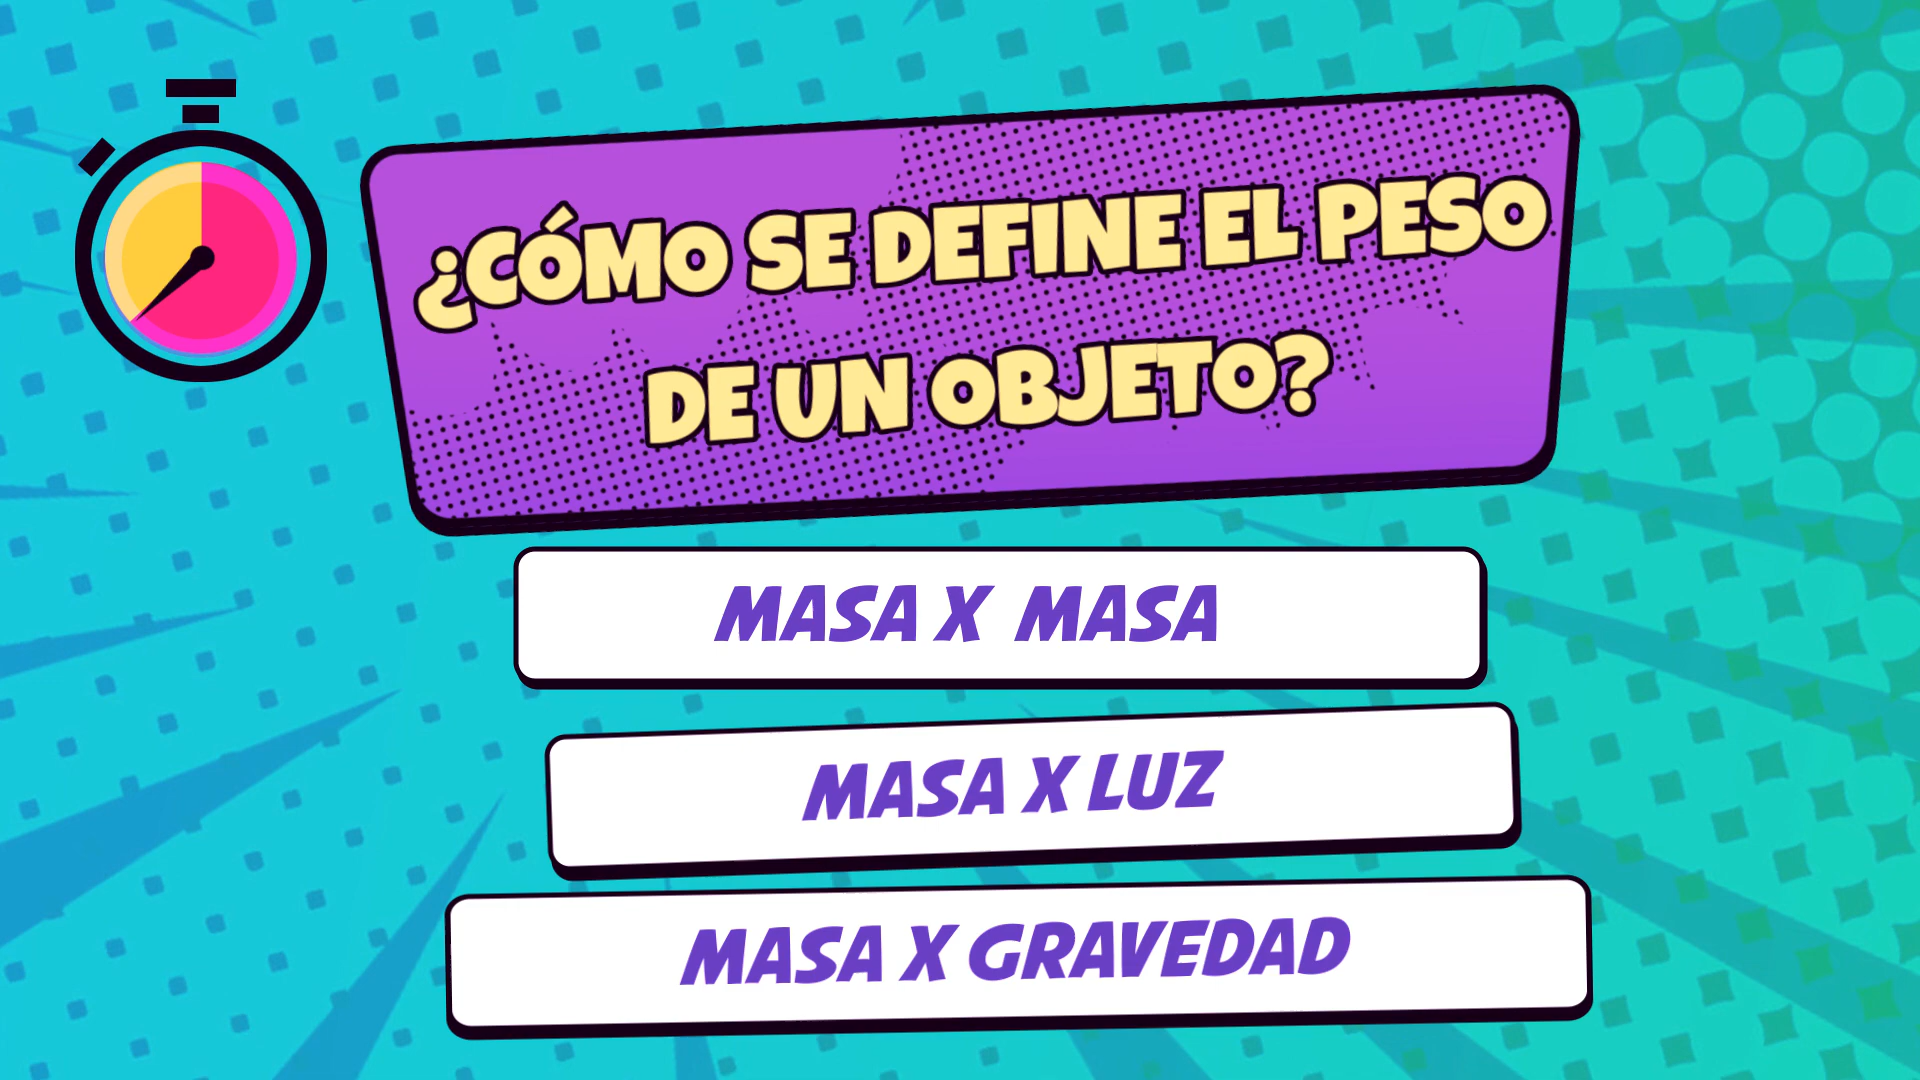 ¿CÓMO SE DEFINE EL PESO
DE UN OBJETO?
MASA X MASA
MASA X LUZ
MASA X GRAVEDAD